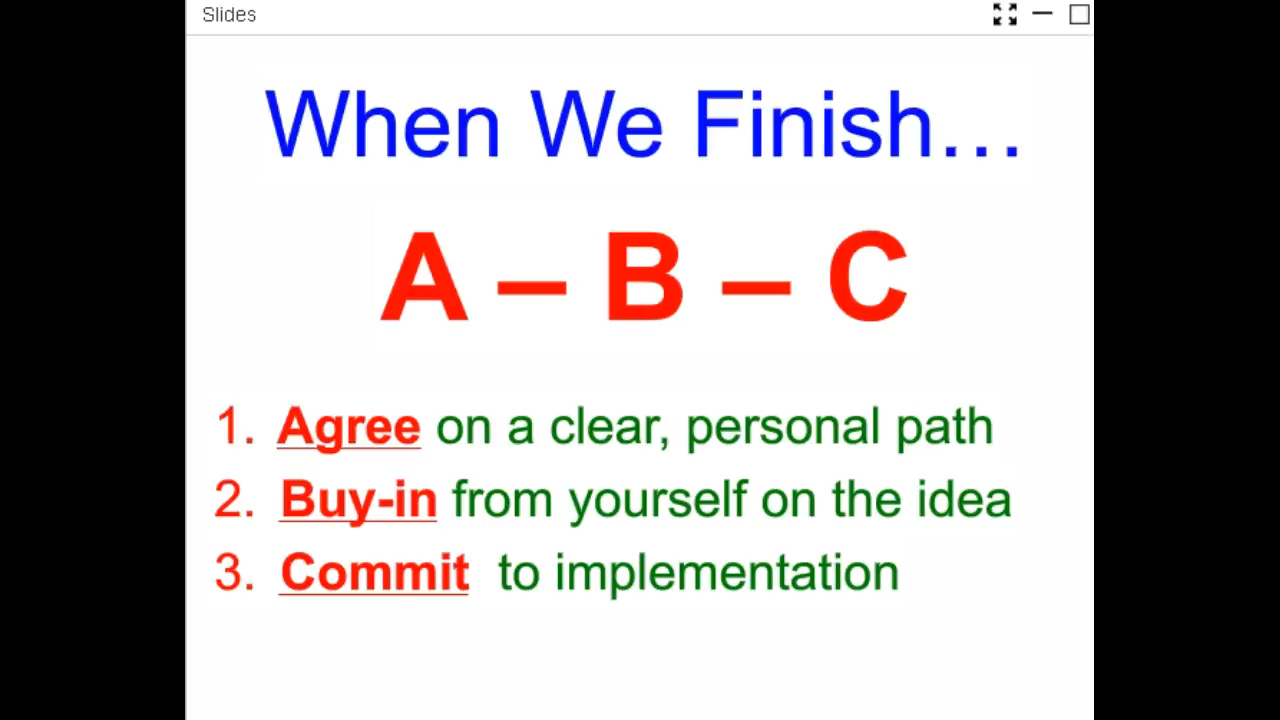 Slides
When We Finish…
A – B – C
1. Agree on a clear, personal path
2. Buy-in from yourself on the idea
3. Commit to implementation